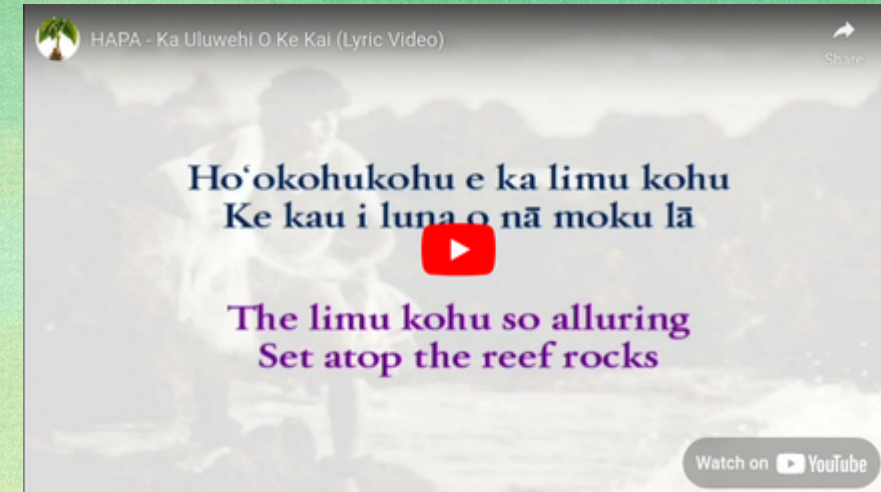 HAPA - Ka Uluwehi O Ke Kai (Lyric Video)
Share
Hoʻokohukohu e ka limu kohu
Ke kau i luna o nā moku lā
The limu kohu so alluring
Set atop the reef rocks
Watch on YouTube